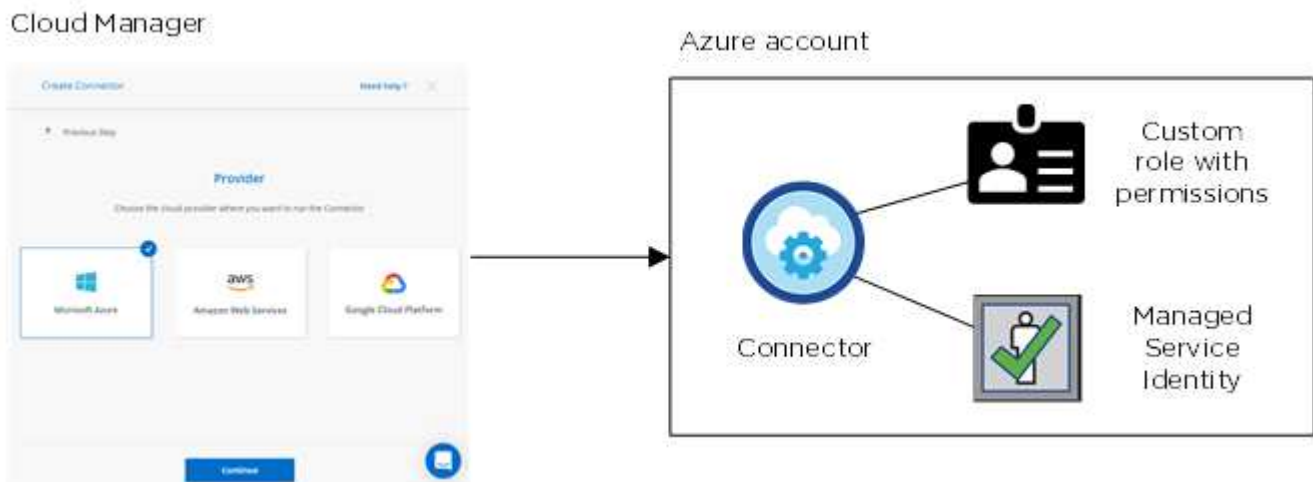 Cloud Manager
Azure account
Create Connector
Need help?
Previous Step
Provider
Choose the cloud provider where you want to run the Connector
Microsoft Azure
aws
Amazon Web Services
Google Cloud Platform
Continue
Connector
Custom
role with
permissions
Managed
Service
Identity